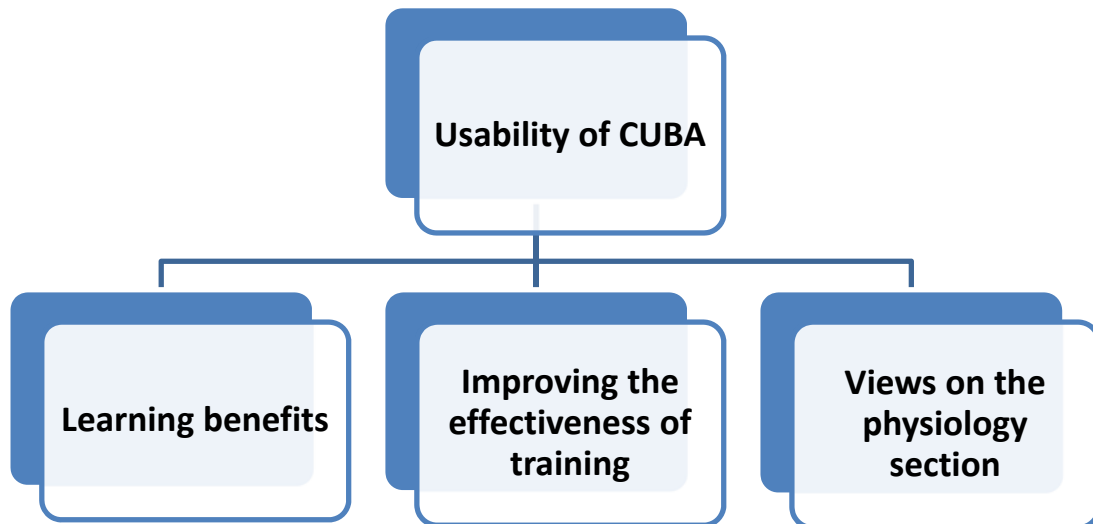 Usability of CUBA
Learning benefits
Improving the
effectiveness of
training
Views on the
physiology
section